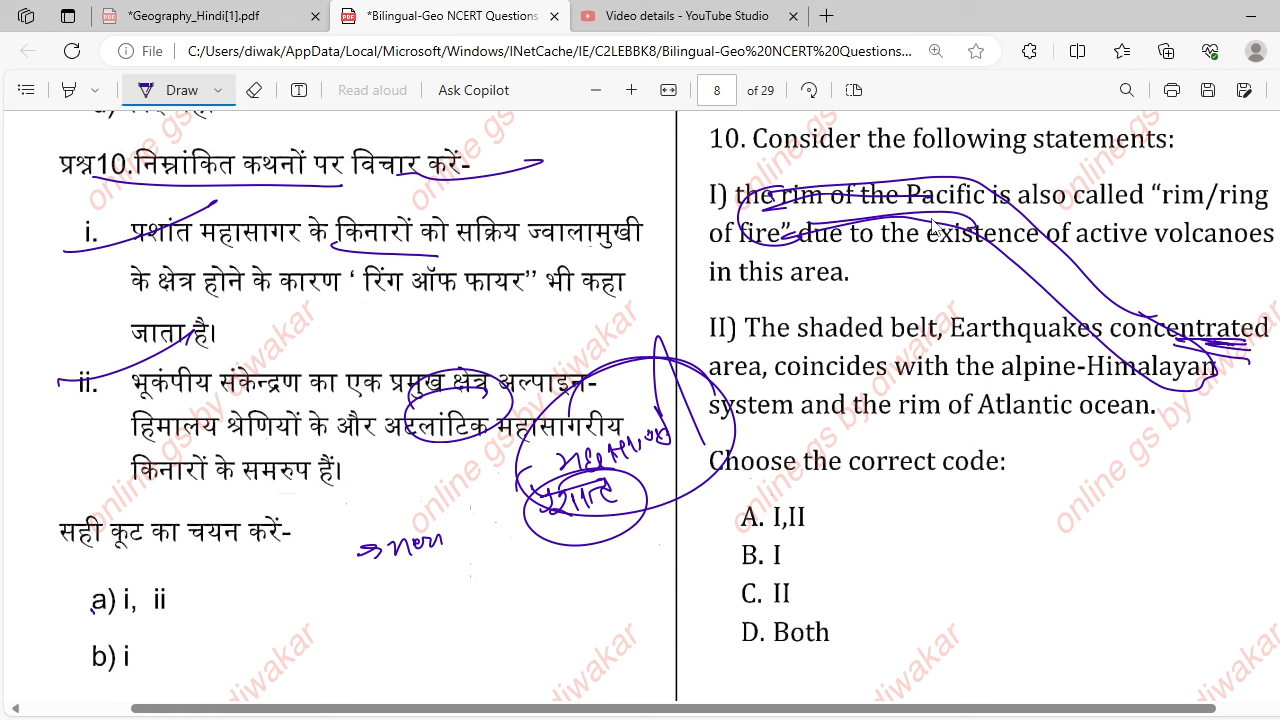 *Geography_Hindi[1].pdf
*Bilingual-Geo NCERT Questions
Video details - YouTube Studio
File
C:/Users/diwak/AppData/Local/Microsoft/Windows/INetCache/IE/C2LEBBK8/Bilingual-Geo%20NCERT%20Questions...
Draw
Read aloud
Ask Copilot
8 of 29
प्रश्न10.निम्नांकित कथनों पर विचार करें-
i. प्रशांत महासागर के किनारों को सक्रिय ज्वालामुखी
के क्षेत्र होने के कारण ' रिंग ऑफ फायर'' भी कहा
जाता है।
ii. भूकंपीय संकेन्द्रण का एक प्रमुख क्षेत्र अल्पाइन-
हिमालय श्रेणियों के और अटलांटिक महासागरीय
किनारों के समरुप हैं।
सही कूट का चयन करें-
a) i, ii
b) i
10. Consider the following statements:
I) the rim of the Pacific is also called “rim/ring
of fire” due to the existence of active volcanoes
in this area.
II) The shaded belt, Earthquakes concentrated
area, coincides with the alpine-Himalayan
system and the rim of Atlantic ocean.
Choose the correct code:
A. I,II
B. I
C. II
D. Both
online gs by diwakar